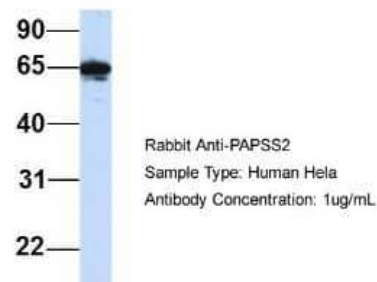 90
65
40
31
22
Rabbit Anti-PAPSS2
Sample Type: Human Hela
Antibody Concentration: 1ug/mL